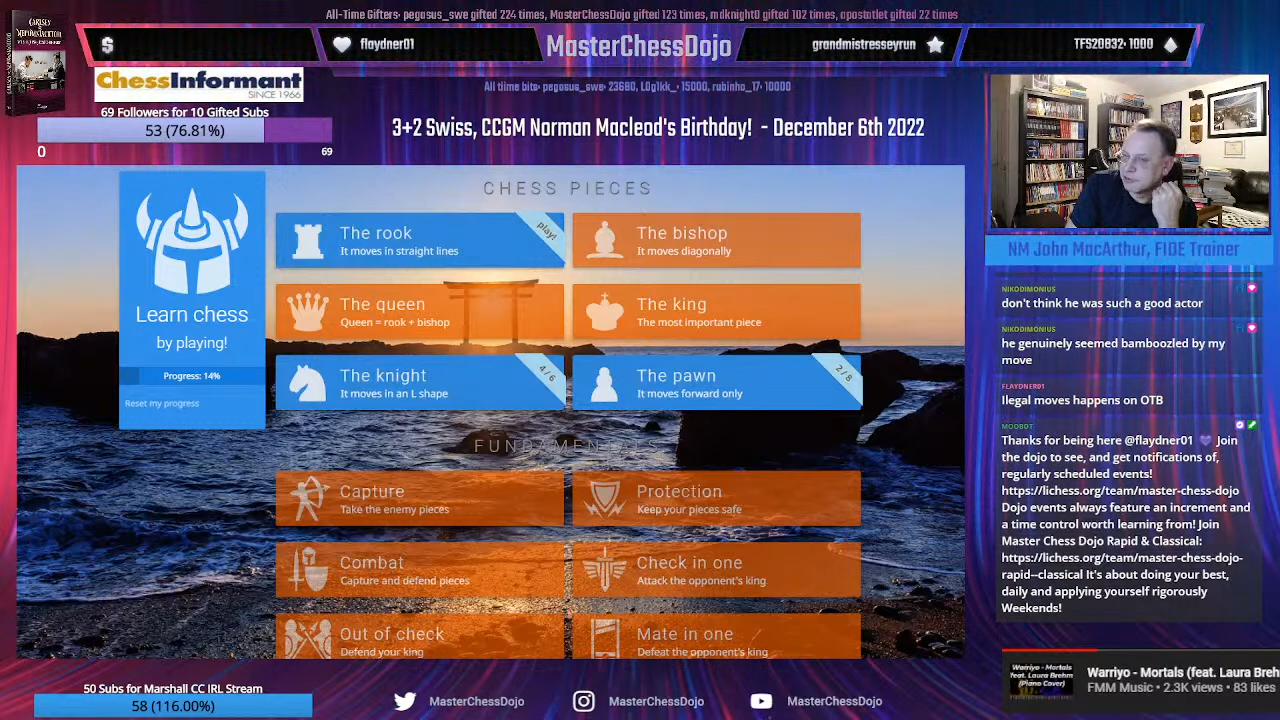 All-Time Gifters: pegasus_swe gifted 224 times, MasterChessDojo gifted 123 times, mdknight0 gifted 102 times, apostatlet gifted 22 times
$
flaydner01
MasterChessDojo
grandmistresseyrun
TFS20832: 1000
ChessInformant
SINCE 1966
All time bits: pegasus_swe: 23680, L0g1kk_: 15000, rubinho_17: 10000
69 Followers for 10 Gifted Subs
53 (76.81%)
0
69
3+2 Swiss, CCGM Norman Macleod's Birthday! - December 6th 2022
CHESS PIECES
Learn chess
by playing!
Progress: 14%
Reset my progress
The rook
It moves in straight lines
play!
The bishop
It moves diagonally
The queen
Queen = rook + bishop
The king
The most important piece
The knight
It moves in an L shape
4/6
The pawn
It moves forward only
2/8
FUNDAMENTALS
Capture
Take the enemy pieces
Protection
Keep your pieces safe
Combat
Capture and defend pieces
Check in one
Attack the opponent's king
Out of check
Defend your king
Mate in one
Defeat the opponent's king
NM John MacArthur, FIDE Trainer
NIKODIMONIUS
don't think he was such a good actor
NIKODIMONIUS
he genuinely seemed bamboozled by my
move
FLAYDNER01
Ilegal moves happens on OTB
MOOBOT
Thanks for being here @flaydner01 💜 Join
the dojo to see, and get notifications of,
regularly scheduled events!
https://lichess.org/team/master-chess-dojo
Dojo events always feature an increment and
a time control worth learning from! Join
Master Chess Dojo Rapid & Classical:
https://lichess.org/team/master-chess-dojo-
rapid--classical It's about doing your best,
daily and applying yourself rigorously
Weekends!
50 Subs for Marshall CC IRL Stream
58 (116.00%)
MasterChessDojo
MasterChessDojo
MasterChessDojo
Warriyo - Mortals
feat. Laura Brehm
(Piano Cover)
Warriyo - Mortals (feat. Laura Breh
FMM Music • 2.3K views • 83 likes